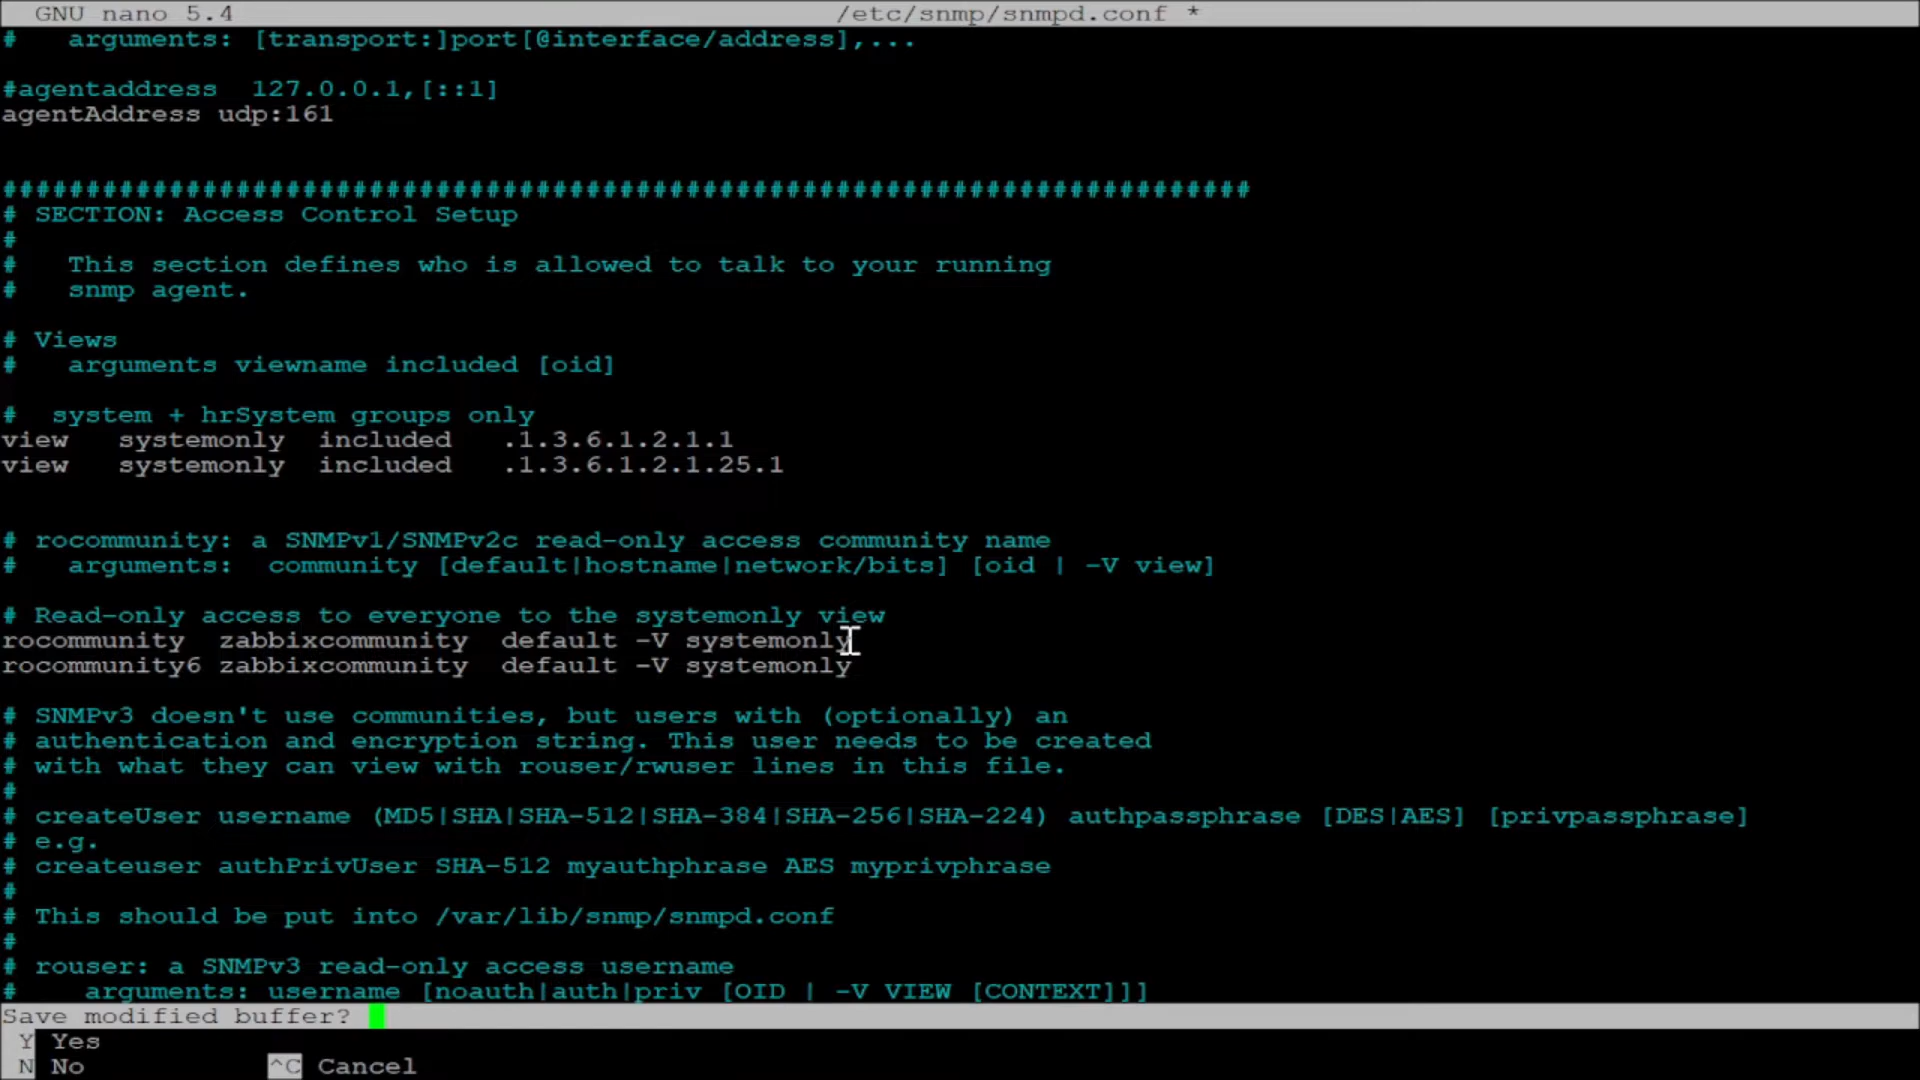 GNU nano 5.4 /etc/snmp/snmpd.conf *
#   arguments: [transport:]port[@interface/address],...
#agentaddress  127.0.0.1,[::1]
agentAddress udp:161
###########################################################################
# SECTION: Access Control Setup
#
#   This section defines who is allowed to talk to your running
#   snmp agent.
# Views
#   arguments viewname included [oid]
#  system + hrSystem groups only
view   systemonly  included   .1.3.6.1.2.1.1
view   systemonly  included   .1.3.6.1.2.1.25.1
# rocommunity: a SNMPv1/SNMPv2c read-only access community name
#   arguments:  community [default|hostname|network/bits] [oid | -V view]
# Read-only access to everyone to the systemonly view
rocommunity  zabbixcommunity  default -V systemonly
rocommunity6 zabbixcommunity  default -V systemonly
# SNMPv3 doesn't use communities, but users with (optionally) an
# authentication and encryption string. This user needs to be created
# with what they can view with rouser/rwuser lines in this file.
#
# createUser username (MD5|SHA|SHA-512|SHA-384|SHA-256|SHA-224) authpassphrase [DES|AES] [privpassphrase]
# e.g.
# createuser authPrivUser SHA-512 myauthphrase AES myprivphrase
#
# This should be put into /var/lib/snmp/snmpd.conf
#
# rouser: a SNMPv3 read-only access username
#    arguments: username [noauth|auth|priv [OID | -V VIEW [CONTEXT]]]
Save modified buffer?
Y Yes
N No ^C Cancel